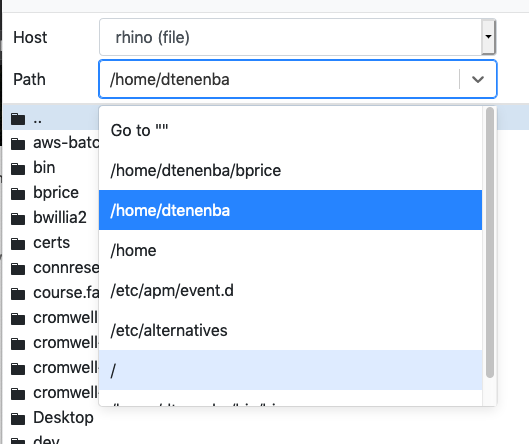 Host rhino (file)
Path /home/dtenenba
..
Go to ""
aws-batc
/home/dtenenba/bprice
bin
bprice
/home/dtenenba
bwillia2
certs
/home
connrese
/etc/apm/event.d
course.fa
cromwell
/etc/alternatives
cromwell
cromwell
/
cromwell
Desktop
dev